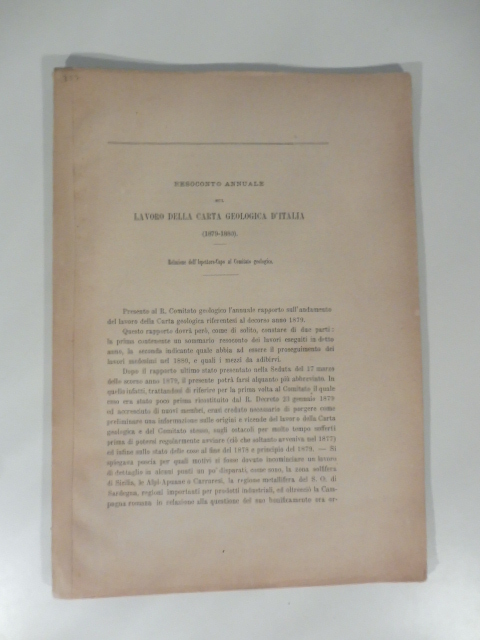 RESOCONTO ANNUALE
SUL
LAVORO DELLA CARTA GEOLOGICA D'ITALIA
(1879-1880).
Relazione dell'Ispettore-Capo al Comitato geologico.
Presento al R. Comitato geologico l'annuale rapporto sull'andamento
del lavoro della Carta geologica riferentesi al decorso anno 1879.
Questo rapporto dovrà però, come di solito, constare di due parti:
la prima contenente un sommario resoconto dei lavori eseguiti in detto
anno, la seconda indicante quale abbia ad essere il proseguimento dei
lavori medesimi nel 1880, e quali i mezzi da adibirvi.
Dopo il rapporto ultimo stato presentato nella Seduta del 17 marzo
dello scorso anno 1879, il presente potrà farsi alquanto più abbreviato. In
quello infatti, trattandosi di riferire per la prima volta al Comitato il quale
come era stato poco prima ricostituito dal R. Decreto 23 gennaio 1879
ed accresciuto di nuovi membri, erasi creduto necessario di porgere come
preliminare una informazione sulle origini e vicende del lavoro della Carta
geologica e del Comitato stesso, sugli ostacoli per molto tempo sofferti
prima di potersi regolarmente avviare (ciò che soltanto avveniva nel 1877)
ed infine sullo stato delle cose al fine del 1878 e principio del 1879. — Si
spiegava poscia per quali motivi si fosse dovuto incominciare un lavoro
di dettaglio in alcuni punti un po' disparati, come sono, la zona solfifera
di Sicilia, le Alpi Apuane o Carraresi, la regione metallifera del S. O. di
Sardegna, regioni importanti per prodotti industriali, ed oltreciò la Cam-
pagna romana in relazione alla questione del suo bonificamento ora or-